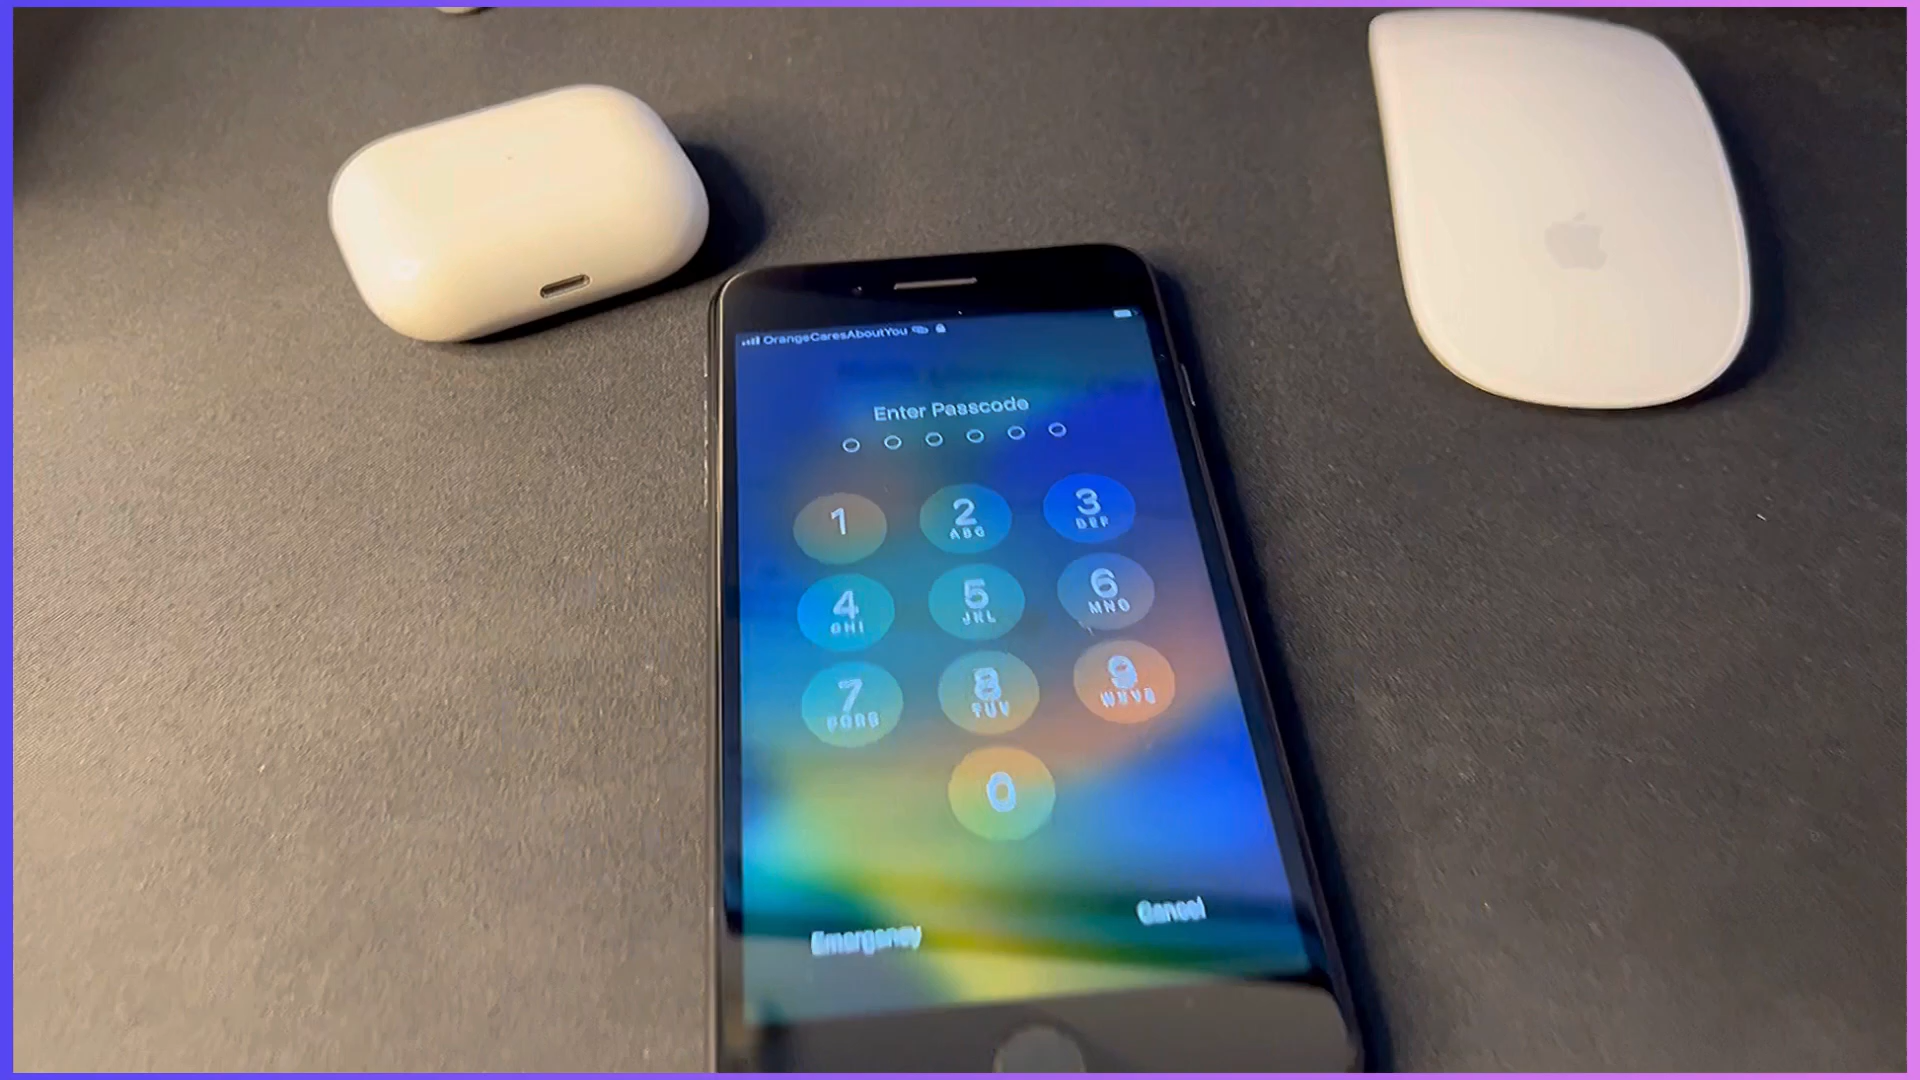 OrangeCaresAboutYou
Enter Passcode
1 2 3
ABC DEF
4 5 6
GHI JKL MNO
7 8 9
PQRS TUV WXYZ
0
Cancel
Emergency